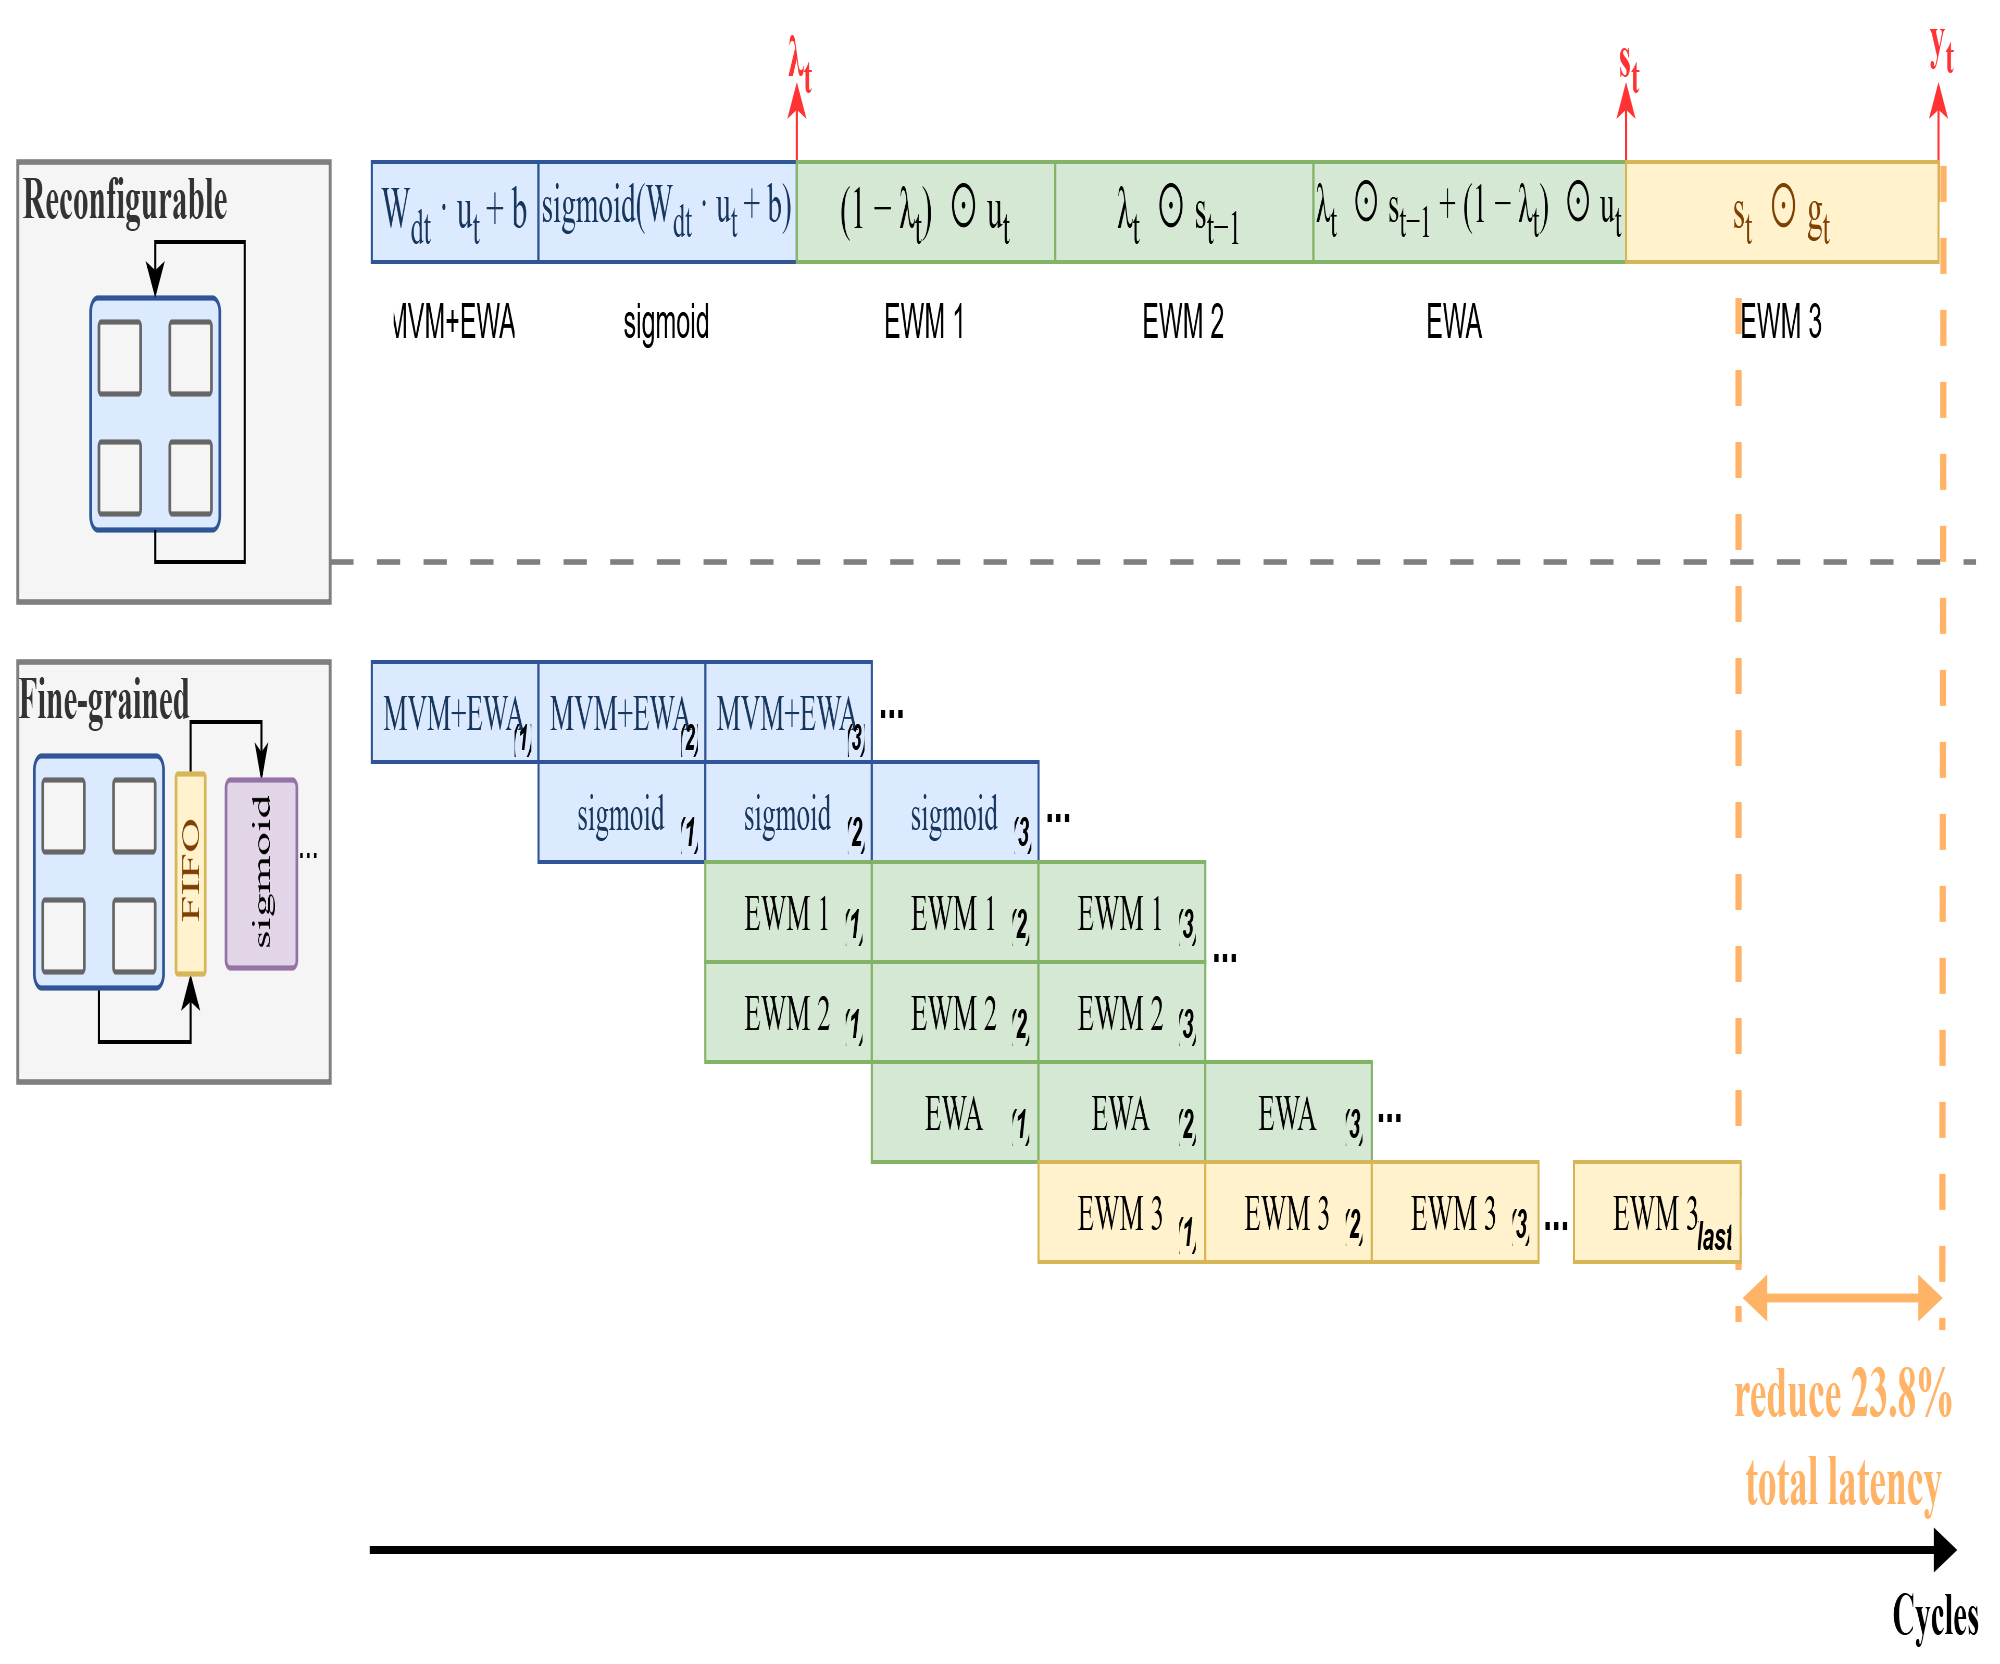 λt
st
yt
Reconfigurable
Wdt · ut + b
sigmoid(Wdt · ut + b)
(1 − λt) ⊙ ut
λt ⊙ st−1
λt ⊙ st−1 + (1 − λt) ⊙ ut
st ⊙ gt
MVM+EWA
sigmoid
EWM 1
EWM 2
EWA
EWM 3
Fine-grained
FIFO
sigmoid
...
MVM+EWA (1)
MVM+EWA (2)
MVM+EWA (3)
...
sigmoid (1)
sigmoid (2)
sigmoid (3)
...
EWM 1 (1)
EWM 1 (2)
EWM 1 (3)
...
EWM 2 (1)
EWM 2 (2)
EWM 2 (3)
EWA (1)
EWA (2)
EWA (3)
...
EWM 3 (1)
EWM 3 (2)
EWM 3 (3)
...
EWM 3 last
reduce 23.8%
total latency
Cycles